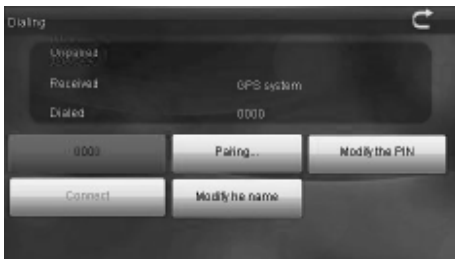 Dialing
Unpaired
Received GPS system
Dialed 0000
0000 Pairing... Modify the PIN
Connect Modify he name